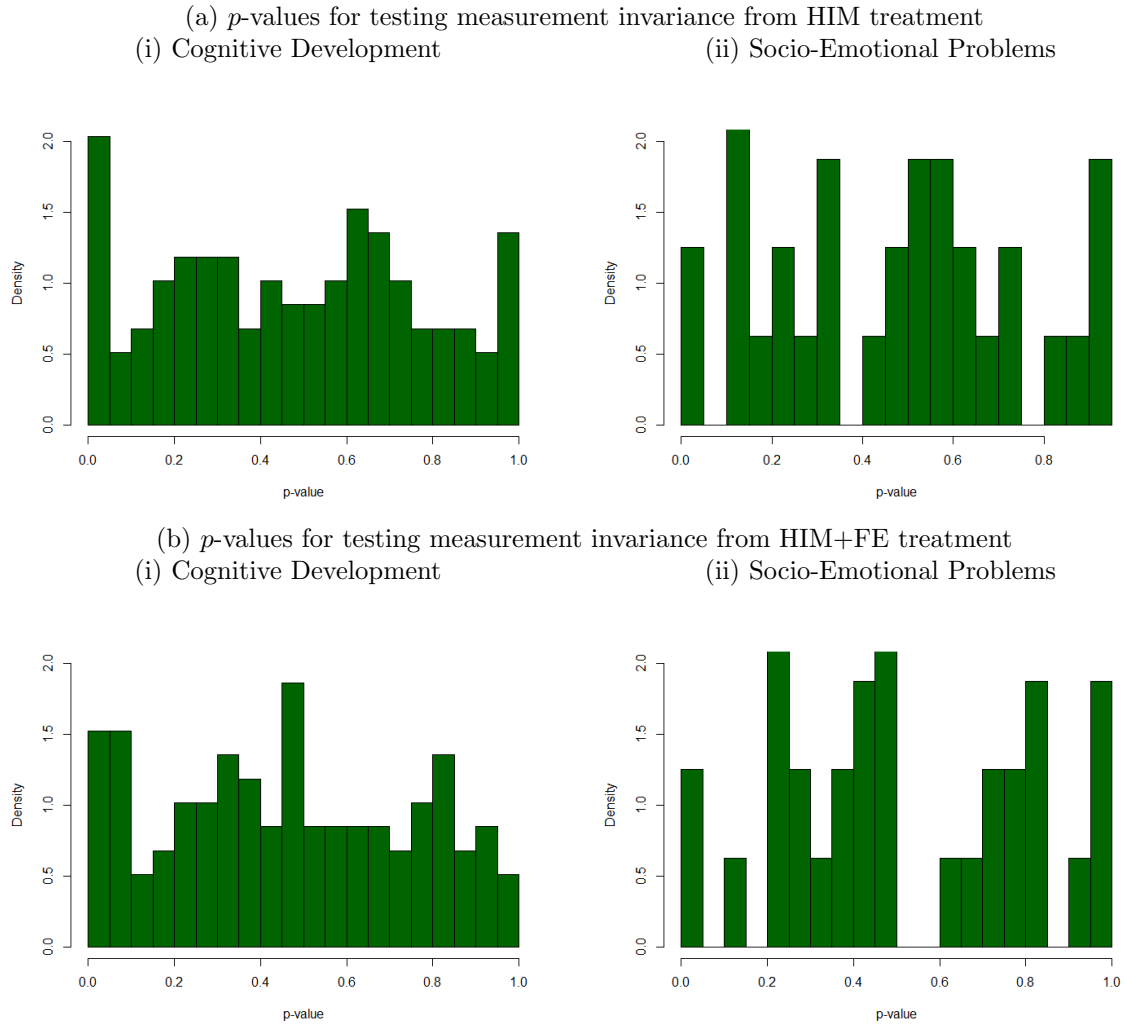 (a) p-values for testing measurement invariance from HIM treatment
(i) Cognitive Development
(ii) Socio-Emotional Problems
2.0
1.5
1.0
0.5
0.0
Density
0.0 0.2 0.4 0.6 0.8 1.0
p-value
2.0
1.5
1.0
0.5
0.0
Density
0.0 0.2 0.4 0.6 0.8
p-value
(b) p-values for testing measurement invariance from HIM+FE treatment
(i) Cognitive Development
(ii) Socio-Emotional Problems
2.0
1.5
1.0
0.5
0.0
Density
0.0 0.2 0.4 0.6 0.8 1.0
p-value
2.0
1.5
1.0
0.5
0.0
Density
0.0 0.2 0.4 0.6 0.8 1.0
p-value